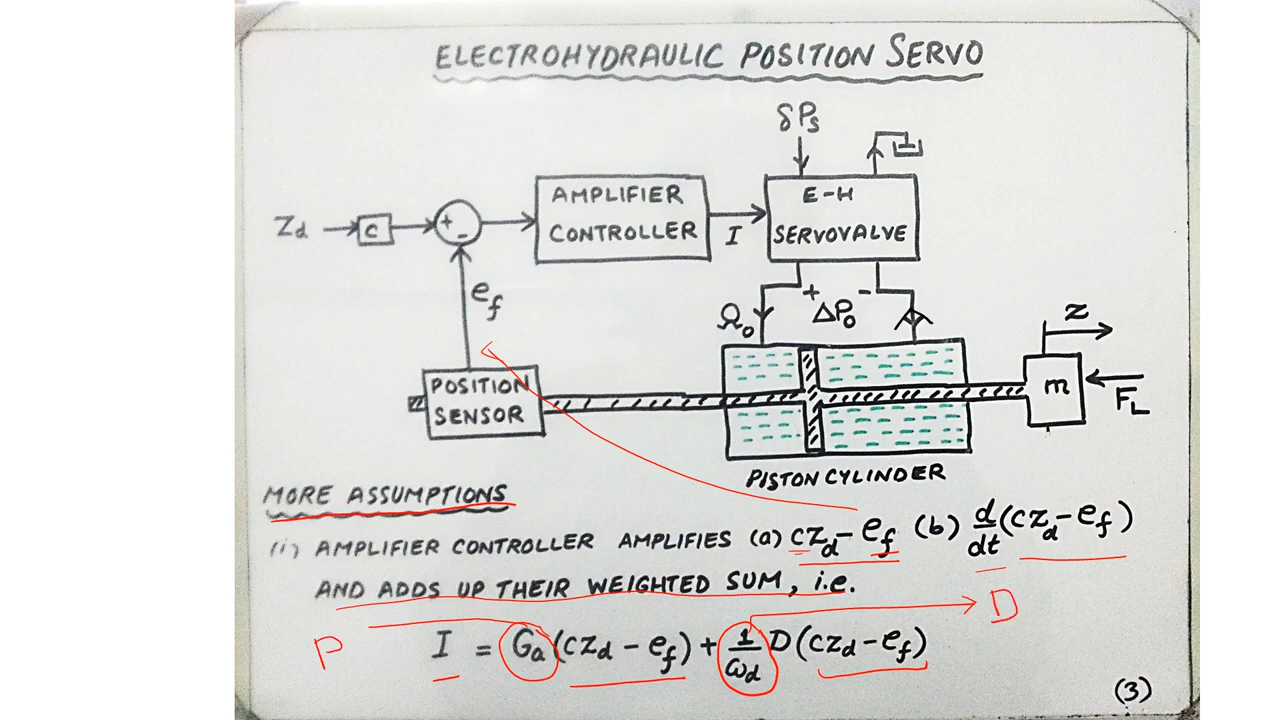 ELECTROHYDRAULIC POSITION SERVO
δPs
Zd
C
+
-
AMPLIFIER
CONTROLLER
I
E-H
SERVOVALVE
ef
Ωo
+ ΔPo -
z
POSITION
SENSOR
m
FL
PISTON CYLINDER
MORE ASSUMPTIONS
(i) AMPLIFIER CONTROLLER AMPLIFIES (a) czd - ef (b) d/dt (czd - ef)
AND ADDS UP THEIR WEIGHTED SUM, i.e.
D
P
I = Ga (czd - ef) + 1/ωd D(czd - ef)
(3)